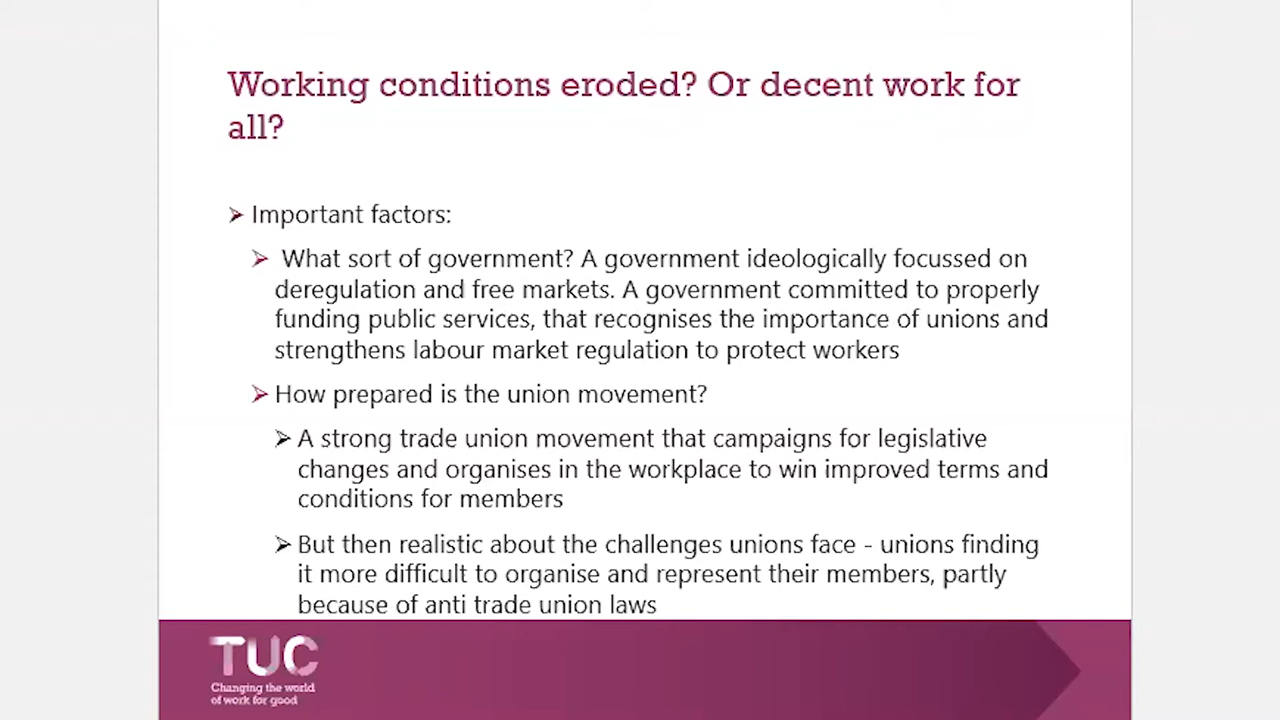 Working conditions eroded? Or decent work for
all?
Important factors:
What sort of government? A government ideologically focussed on
deregulation and free markets. A government committed to properly
funding public services, that recognises the importance of unions and
strengthens labour market regulation to protect workers
How prepared is the union movement?
A strong trade union movement that campaigns for legislative
changes and organises in the workplace to win improved terms and
conditions for members
But then realistic about the challenges unions face - unions finding
it more difficult to organise and represent their members, partly
because of anti trade union laws
TUC
Changing the world
of work for good